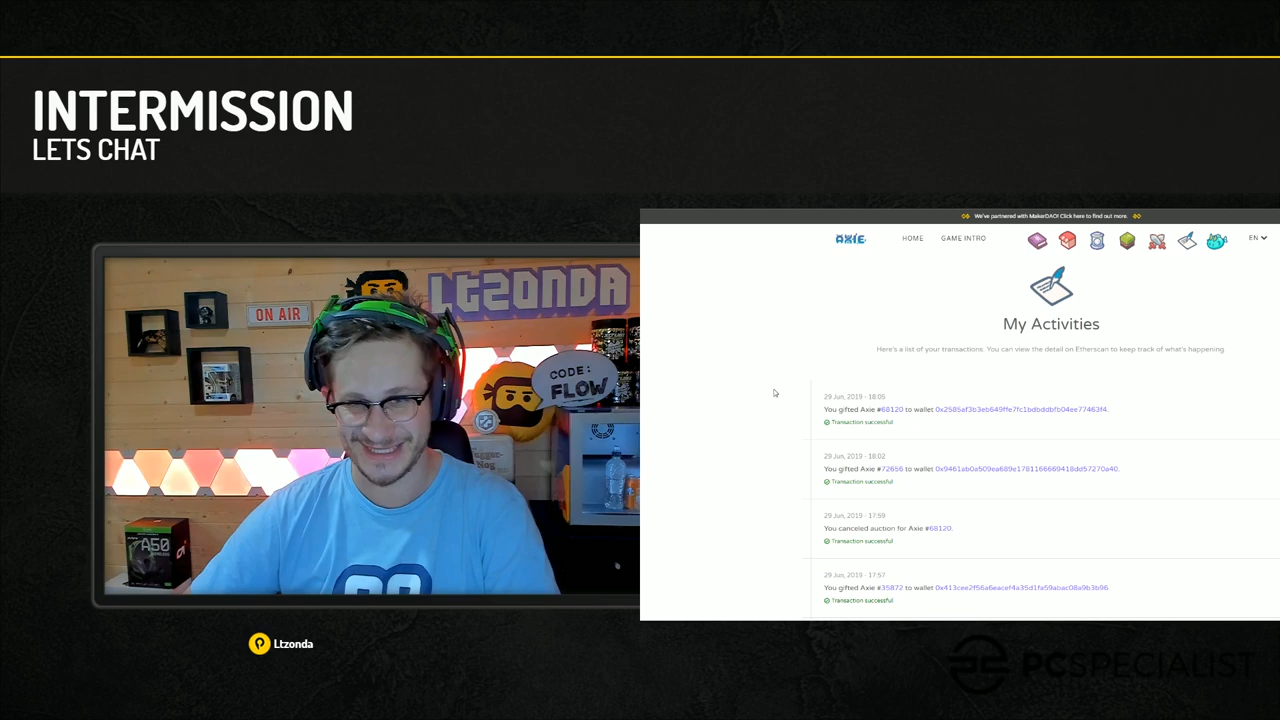 INTERMISSION
LETS CHAT
We've partnered with MakerDAO! Click here to find out more.
AXIE
HOME
GAME INTRO
EN
My Activities
Here's a list of your transactions. You can view the detail on Etherscan to keep track of what's happening
29 Jun, 2019 - 18:05
You gifted Axie #68120 to wallet 0x2585af3b3eb649ffe7fc1bdbddbfb04ee77463f4.
Transaction successful
29 Jun, 2019 - 18:02
You gifted Axie #72656 to wallet 0x9461ab0a509ea689e1781166669418dd57270a40.
Transaction successful
29 Jun, 2019 - 17:59
You canceled auction for Axie #68120.
Transaction successful
29 Jun, 2019 - 17:57
You gifted Axie #35872 to wallet 0x413cee2f56a6eacef4a35d1fa59abac08a9b3b96.
Transaction successful
LTZONDA
ON AIR
CODE:
FLOW
A50
Ltzonda
PCSPECIALIST